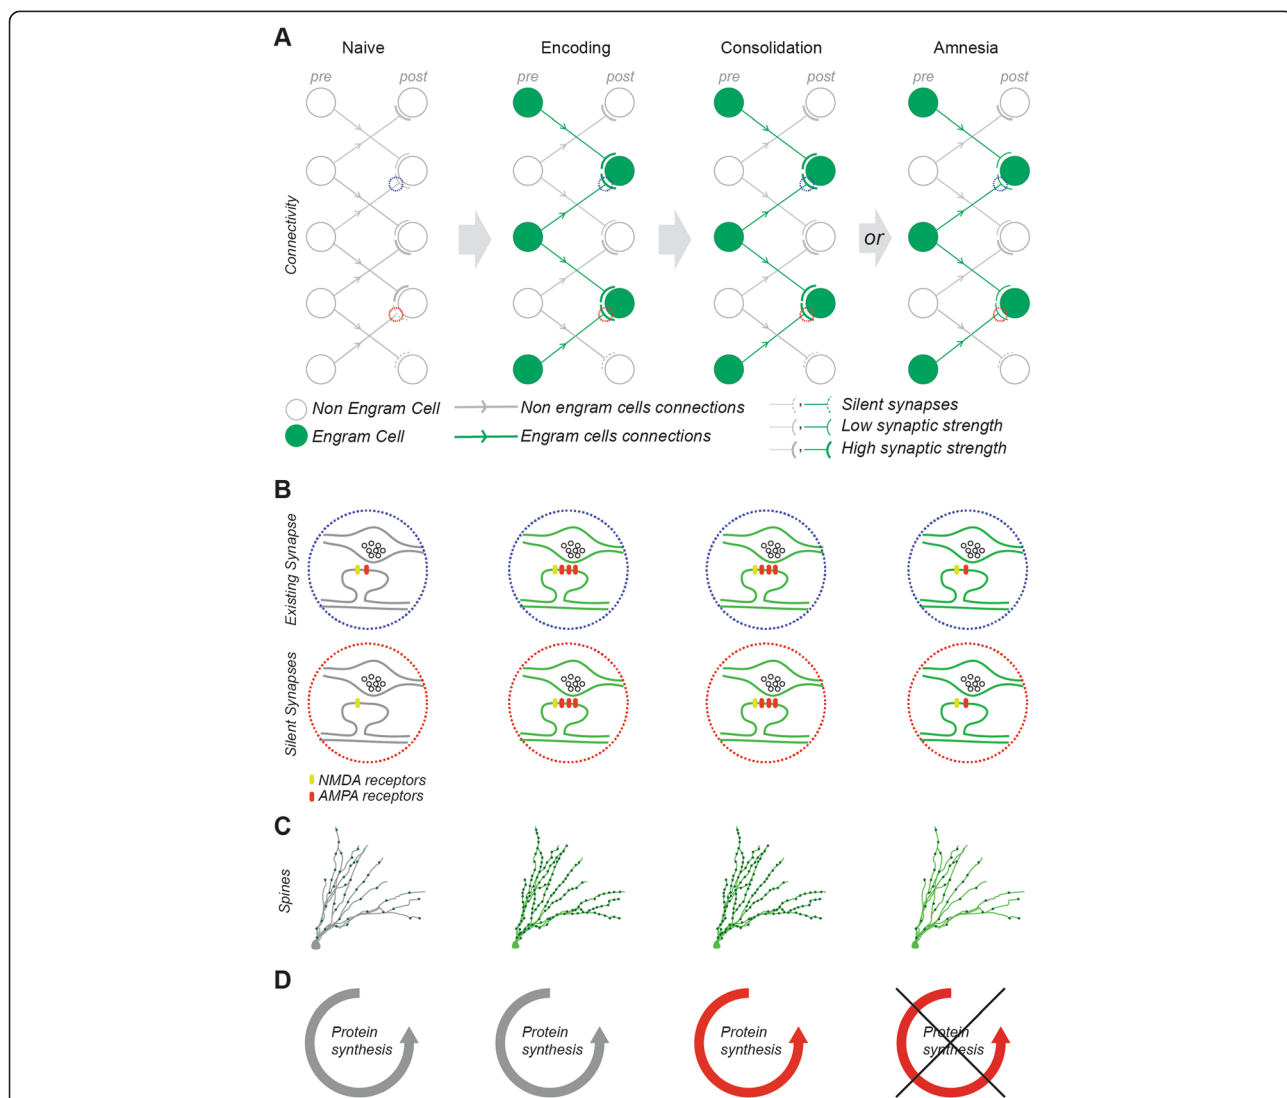 A
Naive
Encoding
Consolidation
Amnesia
pre
post
pre
post
pre
post
pre
post
Connectivity
or
Non Engram Cell
Non engram cells connections
Silent synapses
Engram Cell
Engram cells connections
Low synaptic strength
High synaptic strength
B
Existing Synapse
Silent Synapses
NMDA receptors
AMPA receptors
C
Spines
D
Protein
synthesis
Protein
synthesis
Protein
synthesis
Protein
synthesis